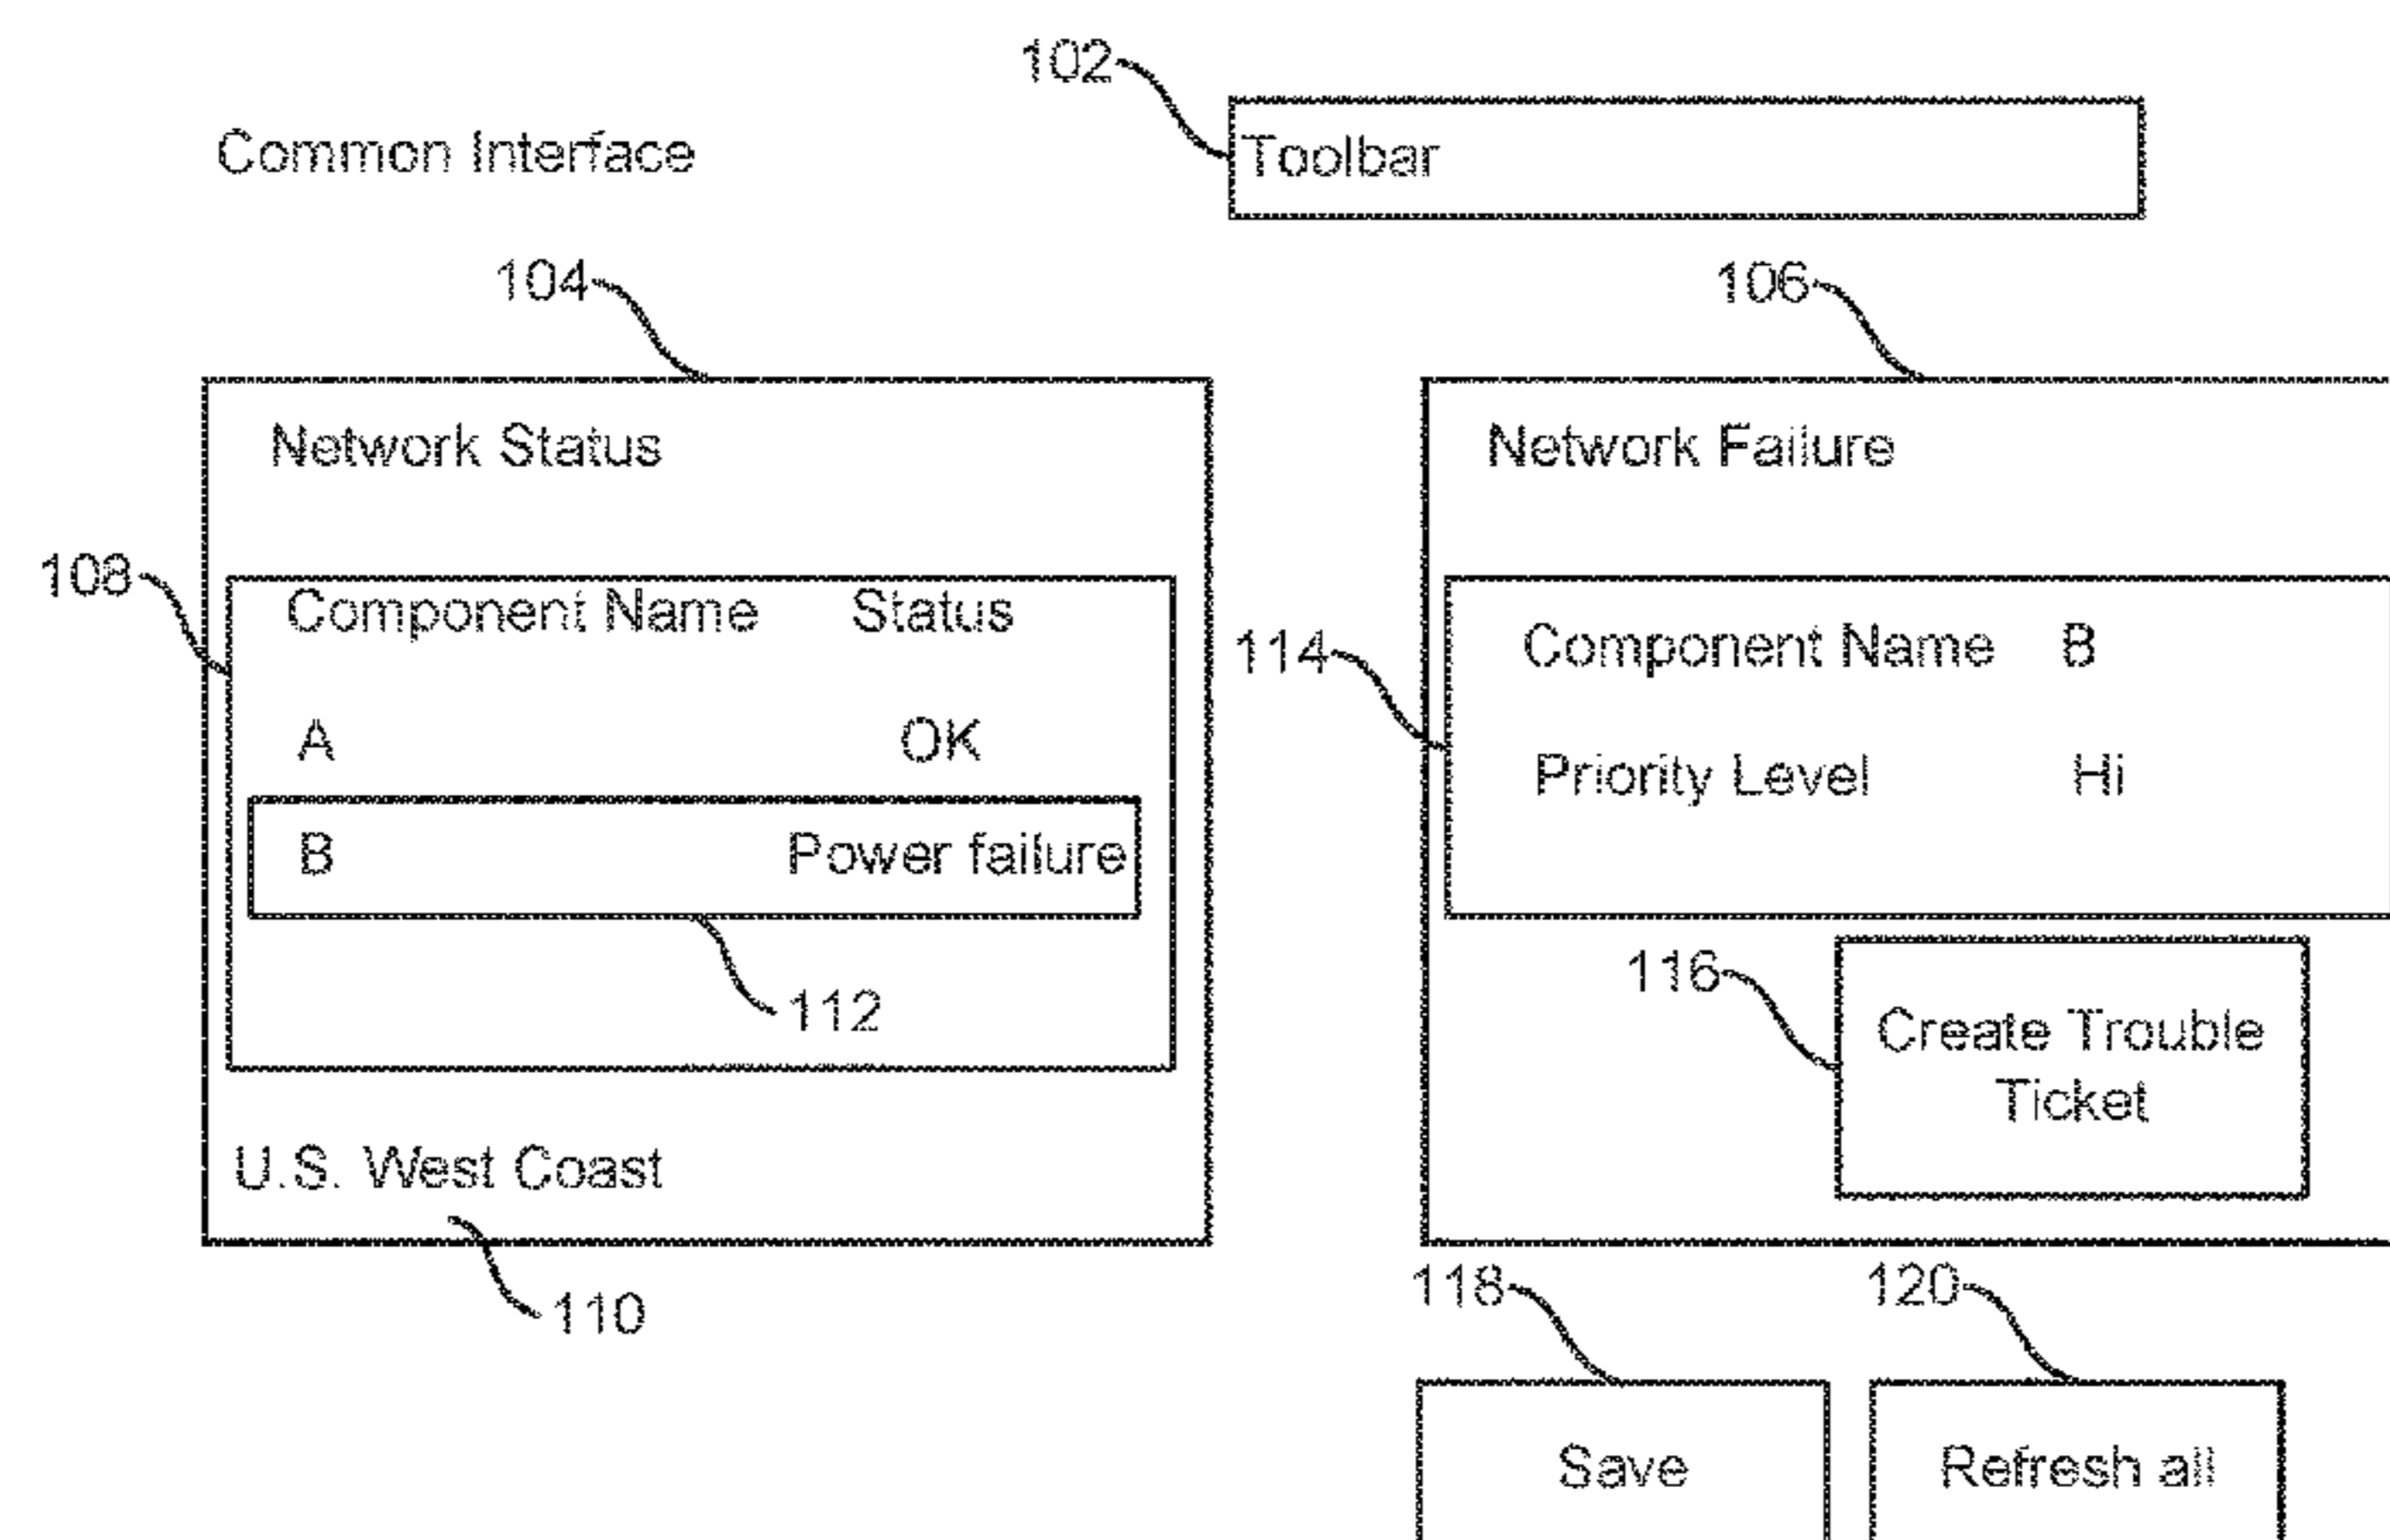 102
Common Interface
Toolbar
104
106
Network Status
Network Failure
108
Component Name Status
114
Component Name B
A OK
Priority Level Hi
B Power failure
112
116
Create Trouble
Ticket
U.S. West Coast
110
118
120
Save
Refresh all